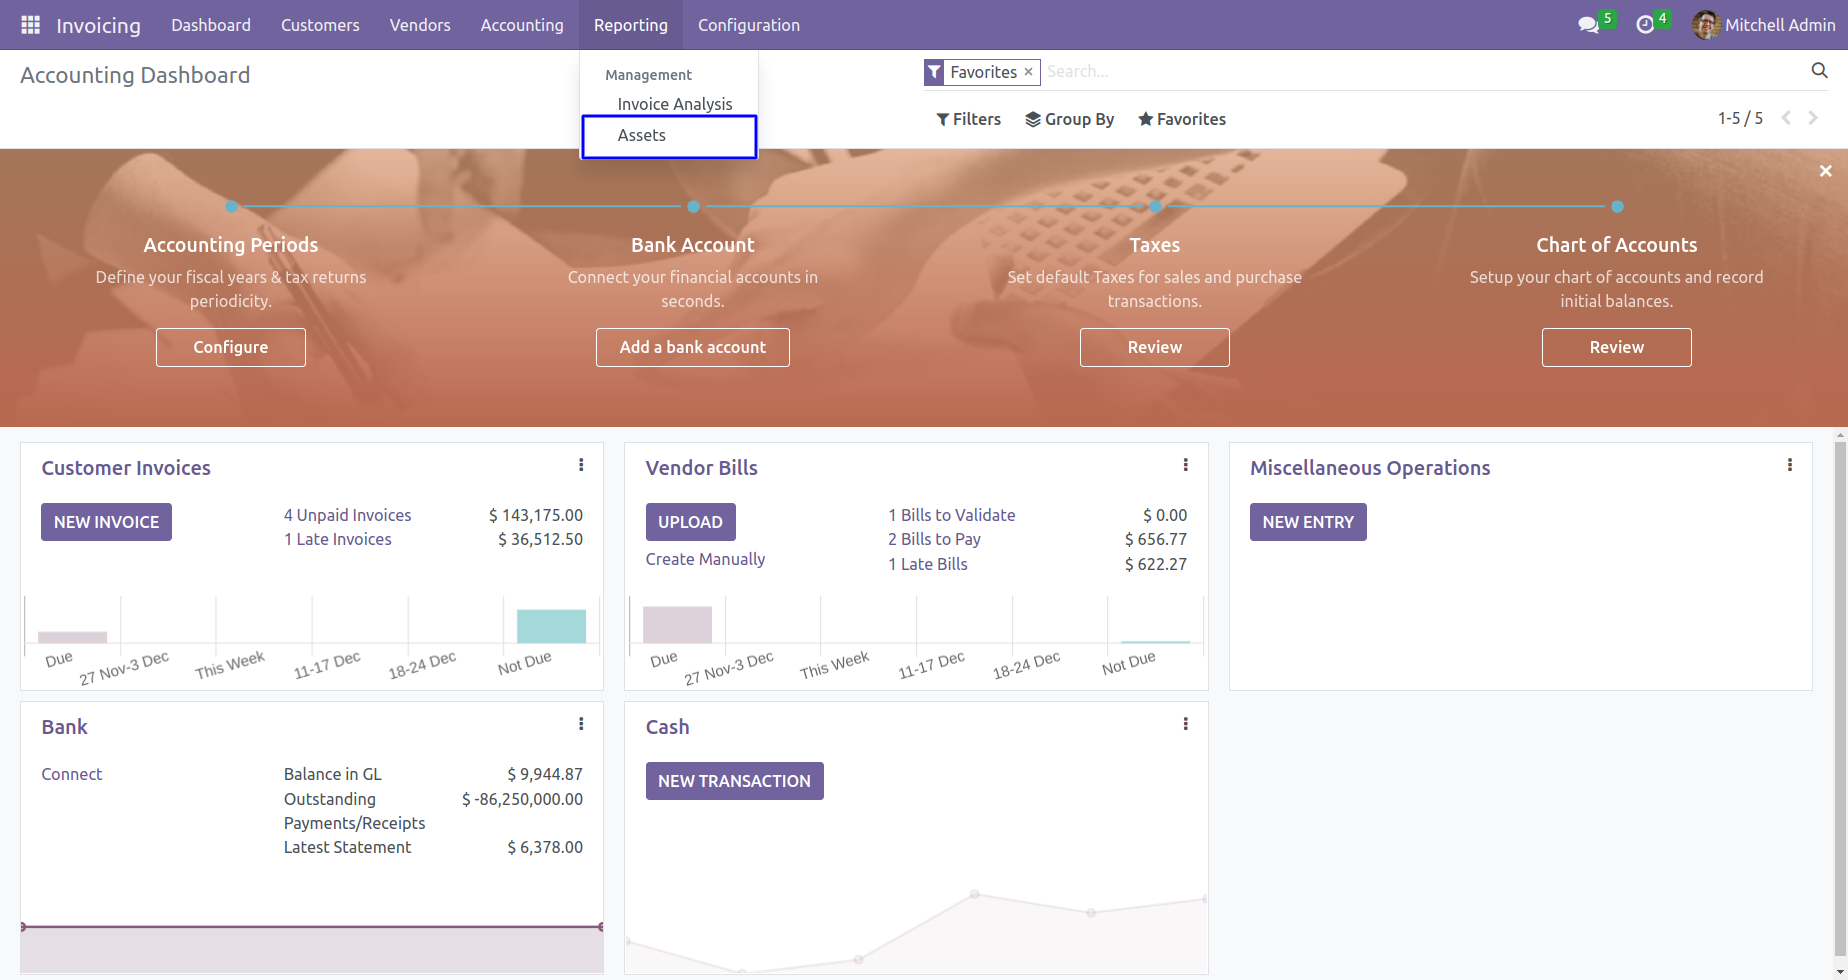 Invoicing Dashboard Customers Vendors Accounting Reporting Configuration 5 4 Mitchell Admin
Accounting Dashboard
Management
Invoice Analysis
Assets
Favorites × Search...
Filters Group By Favorites 1-5 / 5
Accounting Periods
Define your fiscal years & tax returns
periodicity.
Configure
Bank Account
Connect your financial accounts in
seconds.
Add a bank account
Taxes
Set default Taxes for sales and purchase
transactions.
Review
Chart of Accounts
Setup your chart of accounts and record
initial balances.
Review
Customer Invoices
NEW INVOICE
4 Unpaid Invoices $ 143,175.00
1 Late Invoices $ 36,512.50
Due 27 Nov-3 Dec This Week 11-17 Dec 18-24 Dec Not Due
Vendor Bills
UPLOAD
Create Manually
1 Bills to Validate $ 0.00
2 Bills to Pay $ 656.77
1 Late Bills $ 622.27
Due 27 Nov-3 Dec This Week 11-17 Dec 18-24 Dec Not Due
Miscellaneous Operations
NEW ENTRY
Bank
Connect
Balance in GL $ 9,944.87
Outstanding $ -86,250,000.00
Payments/Receipts
Latest Statement $ 6,378.00
Cash
NEW TRANSACTION